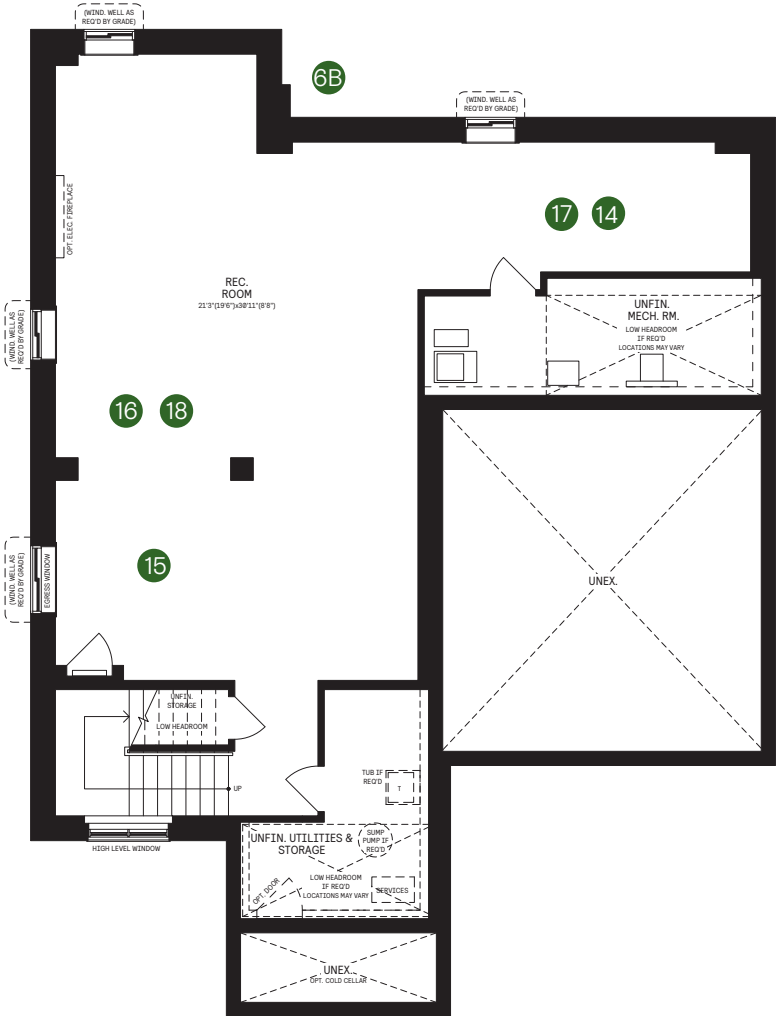 (WIND. WELL AS
REQ'D BY GRADE)
6B
(WIND. WELL AS
REQ'D BY GRADE)
OPT. ELEC. FIREPLACE
17
14
REC.
ROOM
21'3"(19'6")x30'11"(8'8")
UNFIN.
MECH. RM.
LOW HEADROOM
IF REQ'D
LOCATIONS MAY VARY
(WIND. WELL AS
REQ'D BY GRADE)
16
18
15
(WIND. WELL AS
REQ'D BY GRADE)
EGRESS WINDOW
UNEX.
UNFIN.
STORAGE
LOW HEADROOM
UP
TUB IF
REQ'D
T
HIGH LEVEL WINDOW
UNFIN. UTILITIES &
STORAGE
SUMP
PUMP IF
REQ'D
LOW HEADROOM
IF REQ'D
LOCATIONS MAY VARY
OPT. DOOR
SERVICES
UNEX.
OPT. COLD CELLAR